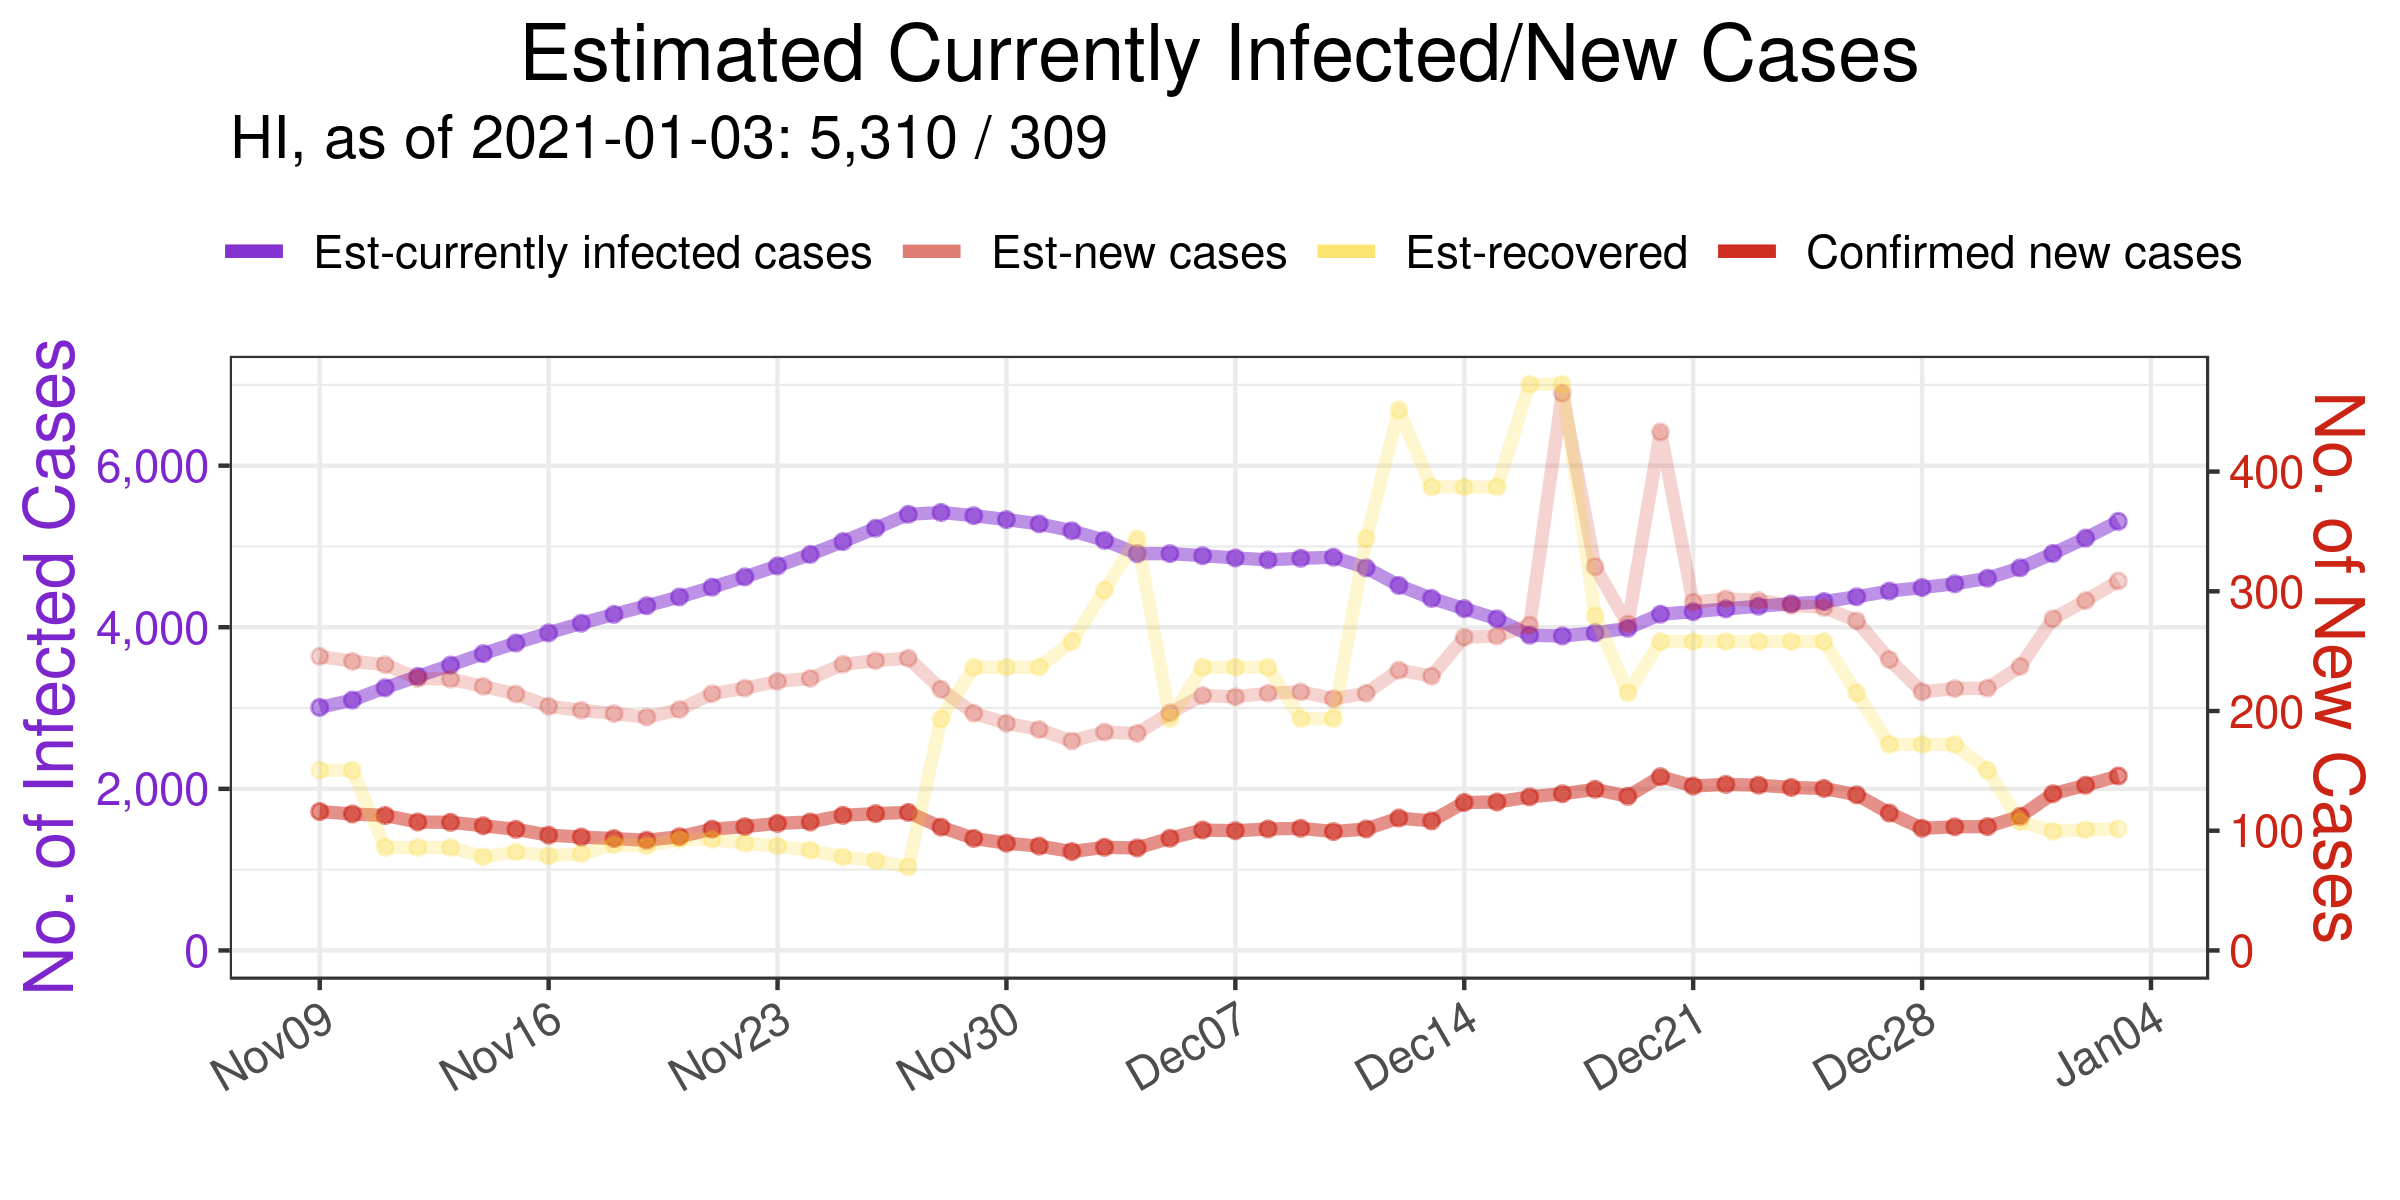 Estimated Currently Infected/New Cases
HI, as of 2021-01-03: 5,310 / 309
Est-currently infected cases
Est-new cases
Est-recovered
Confirmed new cases
No. of Infected Cases
6,000
4,000
2,000
0
400
300
200
100
0
No. of New Cases
Nov09
Nov16
Nov23
Nov30
Dec07
Dec14
Dec21
Dec28
Jan04